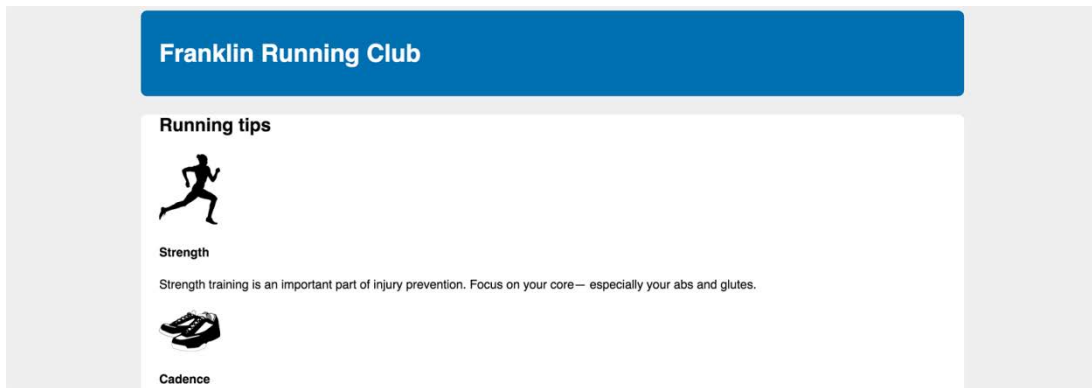 Franklin Running Club
Running tips
Strength
Strength training is an important part of injury prevention. Focus on your core— especially your abs and glutes.
Cadence